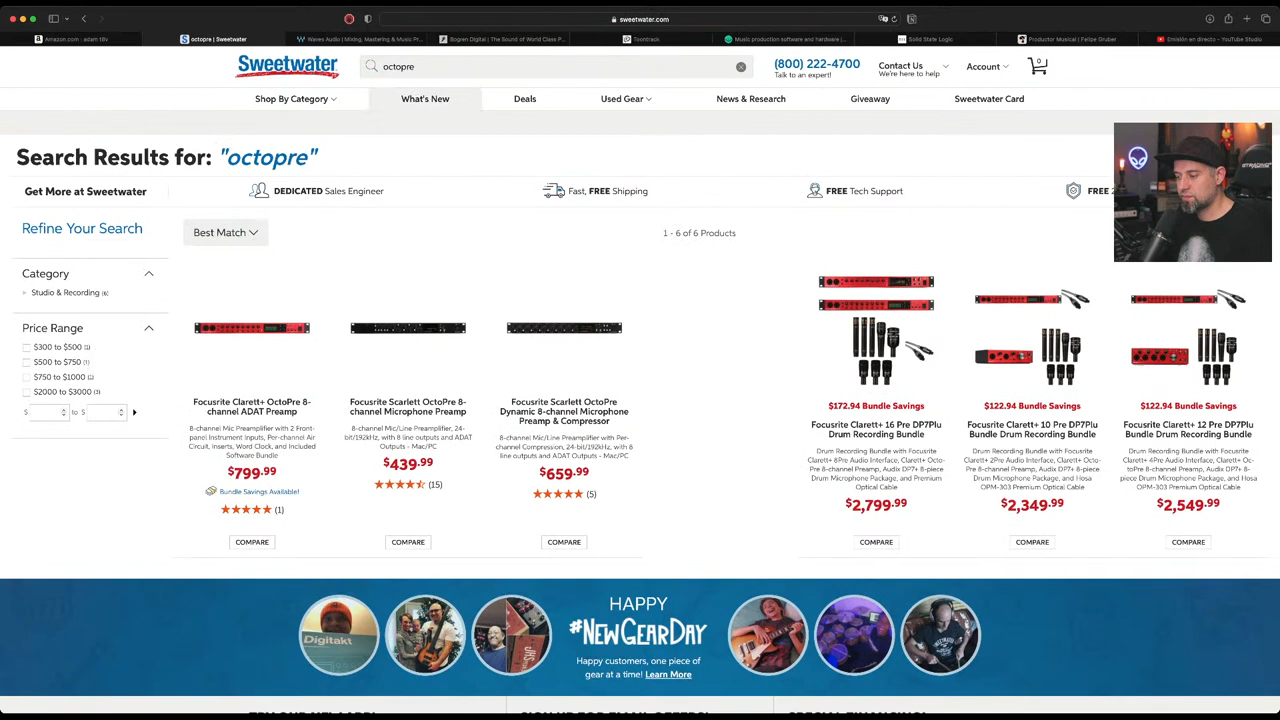 sweetwater.com
Amazon.com : adam t8v
octopre | Sweetwater
Waves Audio | Mixing, Mastering & Music Pr...
Bogren Digital | The Sound of World Class P...
Toontrack
Music production software and hardware |...
Solid State Logic
Productor Musical | Felipe Gruber
Emisión en directo - YouTube Studio
Sweetwater
octopre
(800) 222-4700
Talk to an expert!
Contact Us
We're here to help
Account
0
Shop By Category
What's New
Deals
Used Gear
News & Research
Giveaway
Sweetwater Card
Search Results for: "octopre"
Get More at Sweetwater
DEDICATED Sales Engineer
Fast, FREE Shipping
FREE Tech Support
FREE 2
Refine Your Search
Best Match
1 - 6 of 6 Products
Category
Studio & Recording (6)
Price Range
$300 to $500
$500 to $750 (1)
$750 to $1000
$2000 to $3000 (3)
$ to $
Focusrite Clarett+ OctoPre 8-
channel ADAT Preamp
8-channel Mic Preamplifier with 2 Front-
panel Instrument Inputs, Per-channel Air
Circuit, Inserts, Word Clock, and Included
Software Bundle
$799.99
Bundle Savings Available!
(1)
COMPARE
Focusrite Scarlett OctoPre 8-
channel Microphone Preamp
8-channel Mic/Line Preamplifier, 24-
bit/192kHz, with 8 line outputs and ADAT
Outputs - Mac/PC
$439.99
(15)
COMPARE
Focusrite Scarlett OctoPre
Dynamic 8-channel Microphone
Preamp & Compressor
8-channel Mic/Line Preamplifier with Per-
channel Compression, 24-bit/192kHz, with 8
line outputs and ADAT Outputs - Mac/PC
$659.99
(5)
COMPARE
$172.94 Bundle Savings
Focusrite Clarett+ 16 Pre DP7Plu
Drum Recording Bundle
Drum Recording Bundle with Focusrite
Clarett+ 8Pre Audio Interface, Clarett+ Octo-
Pre 8-channel Preamp, Audix DP7+ 8-piece
Drum Microphone Package, and Premium
Optical Cable
$2,799.99
COMPARE
$122.94 Bundle Savings
Focusrite Clarett+ 10 Pre DP7Plu
Bundle Drum Recording Bundle
Drum Recording Bundle with Focusrite
Clarett+ 2Pre Audio Interface, Clarett+ Octo-
Pre 8-channel Preamp, Audix DP7+ 8-piece
Drum Microphone Package, and Hosa
OPM-303 Premium Optical Cable
$2,349.99
COMPARE
$122.94 Bundle Savings
Focusrite Clarett+ 12 Pre DP7Plu
Drum Recording Bundle
Drum Recording Bundle with Focusrite
Clarett+ 4Pre Audio Interface, Clarett+ Oc-
toPre 8-channel Preamp, Audix DP7+ 8-
piece Drum Microphone Package, and Hosa
OPM-303 Premium Optical Cable
$2,549.99
COMPARE
Digitakt
HAPPY
#NEWGEARDAY
Happy customers, one piece of
gear at a time! Learn More
TRY OUR NEW APP!
SIGN UP FOR EMAIL OFFERS!
SPECIAL FINANCING!